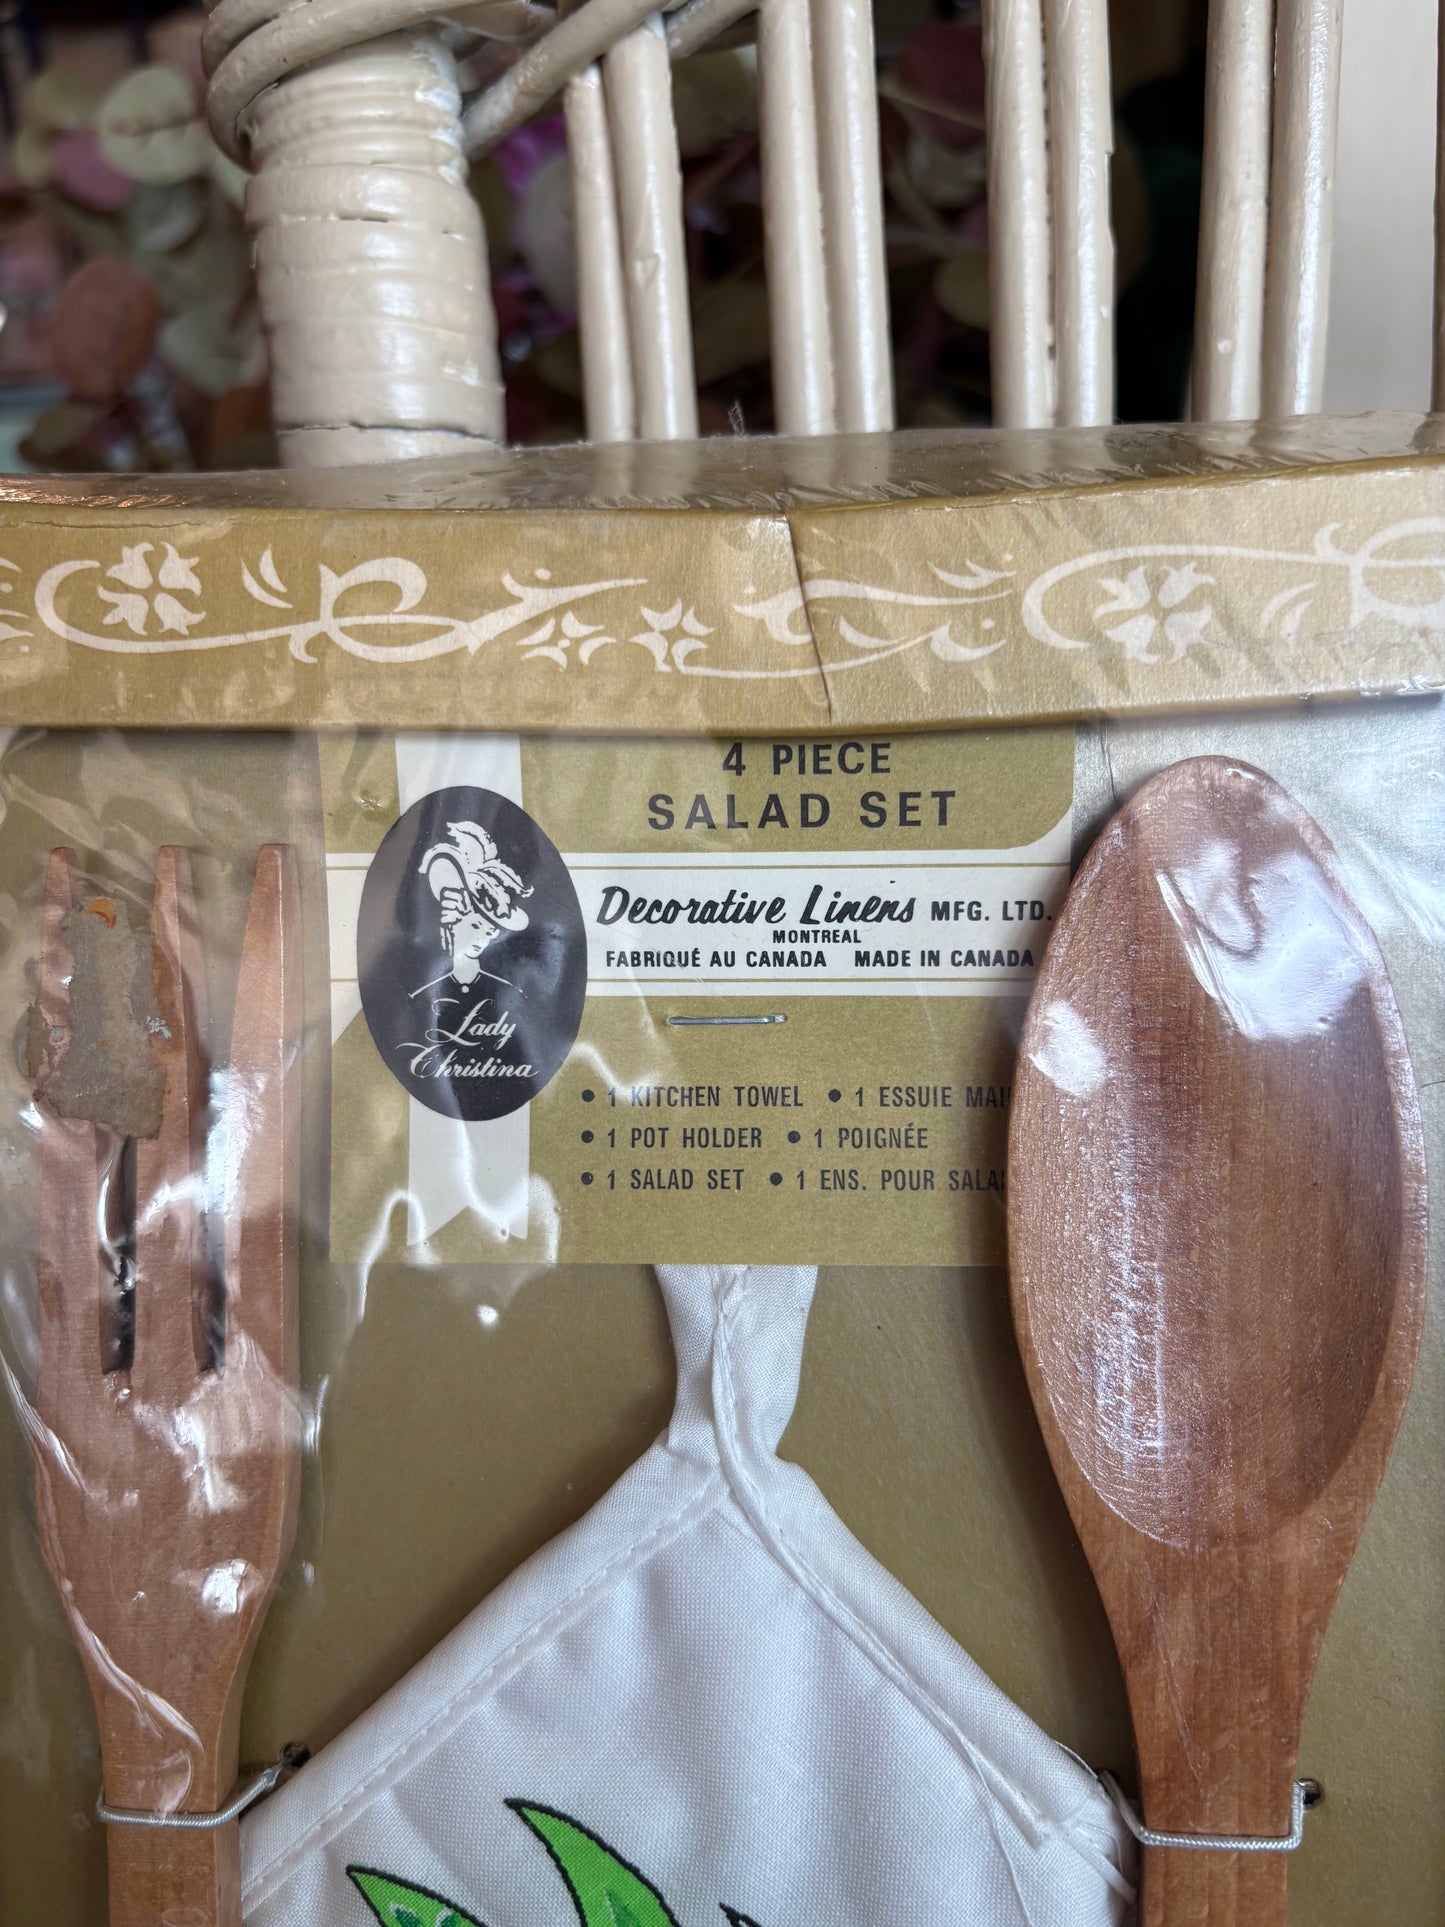 4 PIECE
SALAD SET
Decorative Linens MFG. LTD.
MONTREAL
FABRIQUÉ AU CANADA MADE IN CANADA
Lady
Christina
• 1 KITCHEN TOWEL • 1 ESSUIE
• 1 POT HOLDER • 1 POIGNÉE
• 1 SALAD SET • 1 ENS. POUR